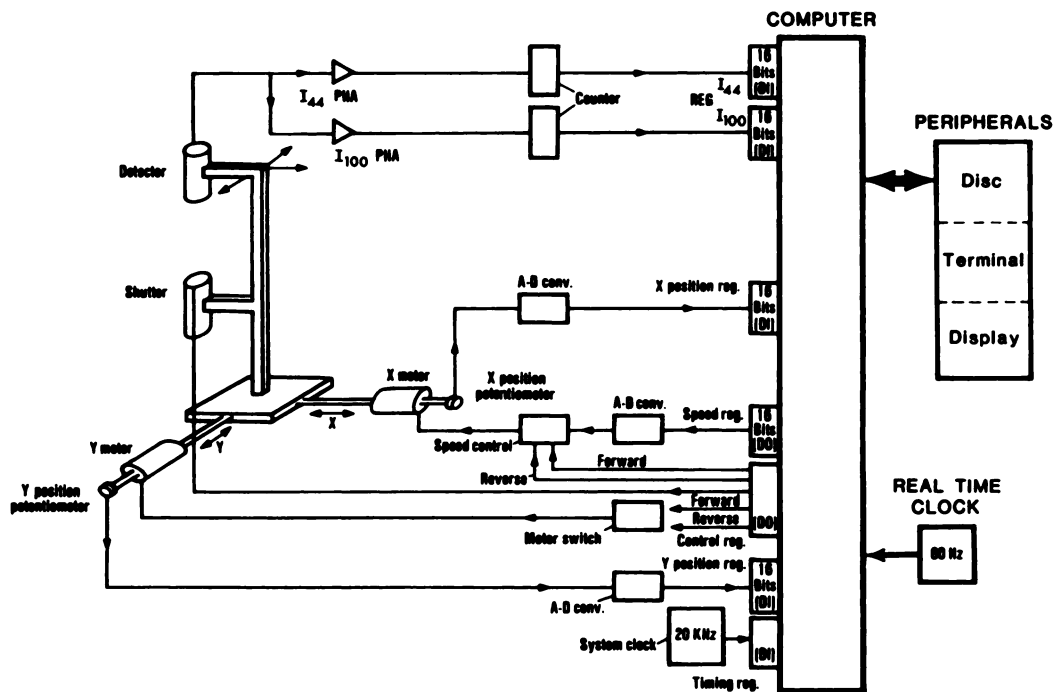 COMPUTER
16
Bits
(DI)
I44 PHA
Counter
I44
REG
I100
16
Bits
(DI)
I100 PHA
PERIPHERALS
Detector
Disc
Terminal
Display
Shutter
A-D conv.
X position reg.
16
Bits
(DI)
X motor
X position
potentiometer
X
A-D conv.
Speed reg.
16
Bits
(DO)
Speed control
Y motor
Y
Forward
Reverse
Y position
potentiometer
Forward
Reverse
(DO)
Motor switch
Control reg.
REAL TIME
CLOCK
60 Hz
Y position reg.
16
Bits
(DI)
A-D conv.
System clock
20 KHz
(DI)
Timing reg.